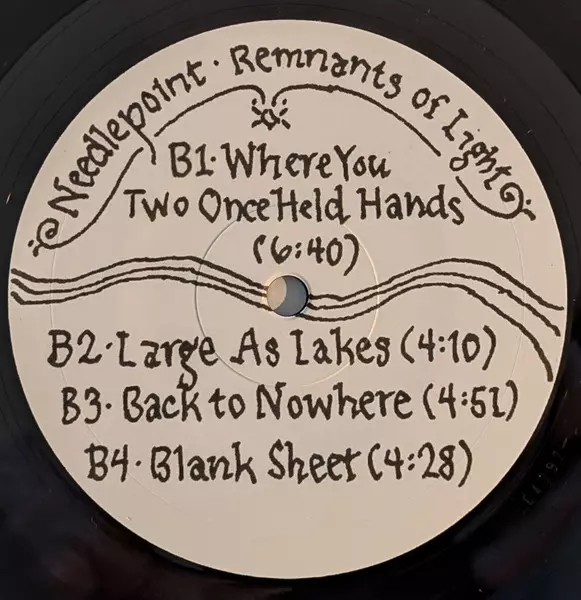 Needlepoint · Remnants of Light
B1· Where You
Two Once Held Hands
(6:40)
B2· Large As Lakes (4:10)
B3· Back to Nowhere (4:51)
B4· Blank Sheet (4:28)